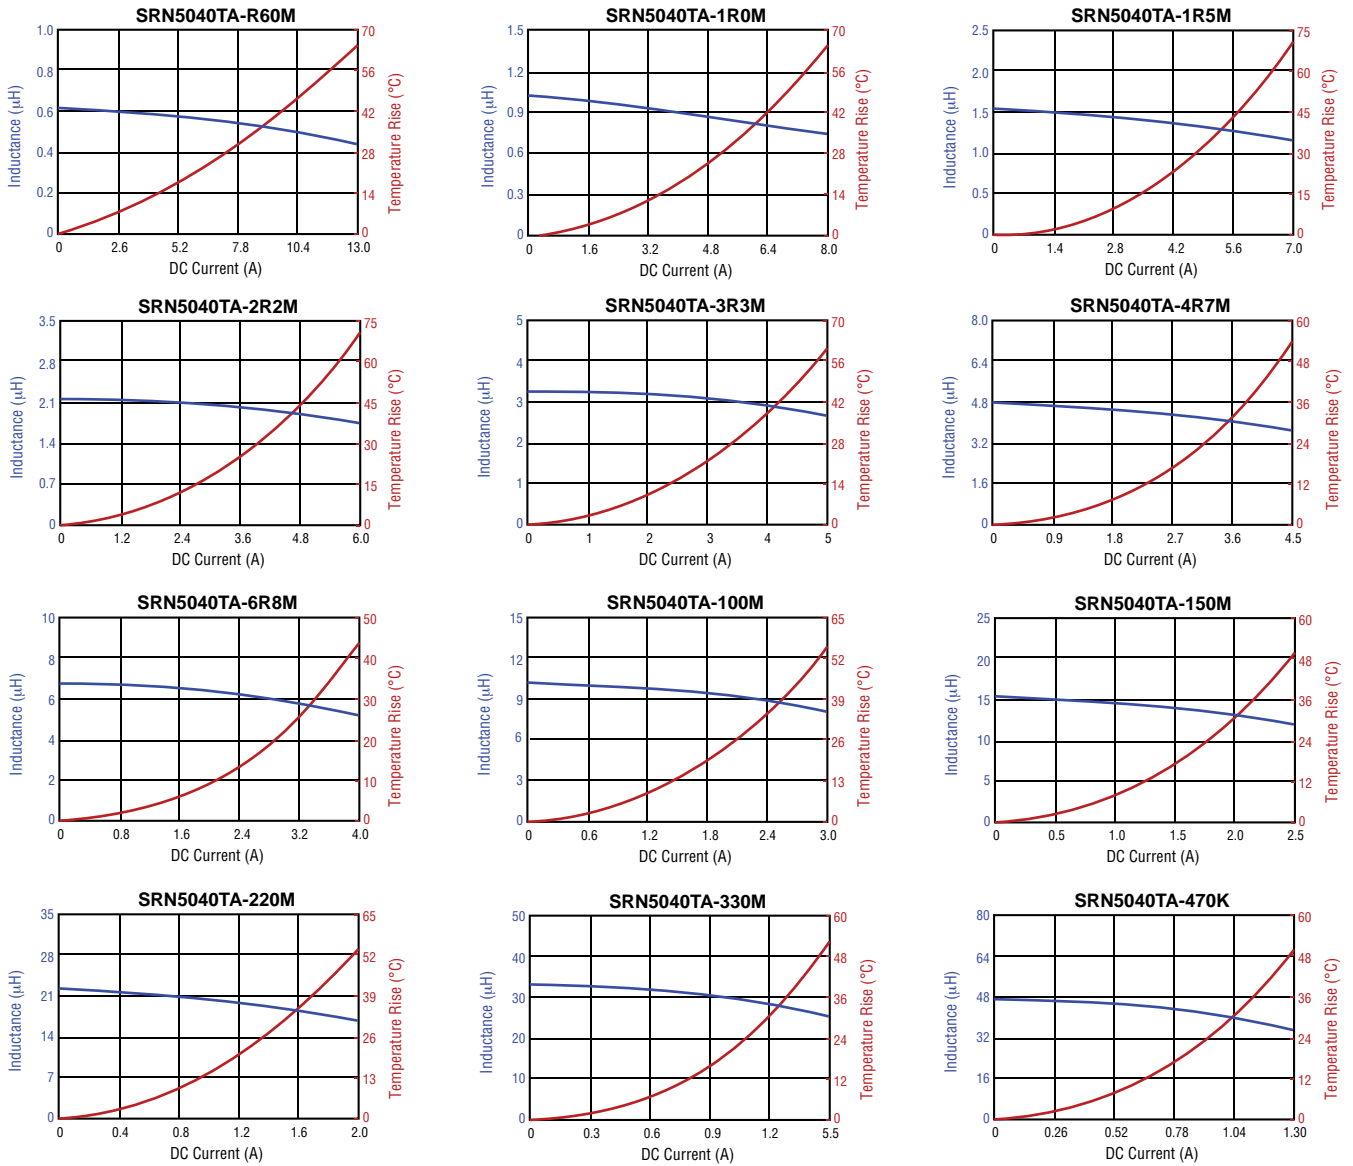 SRN5040TA-R60M
Inductance (µH)
1.0
0.8
0.6
0.4
0.2
0
70
56
42
28
14
0
Temperature Rise (°C)
0 2.6 5.2 7.8 10.4 13.0
DC Current (A)
SRN5040TA-1R0M
Inductance (µH)
1.5
1.2
0.9
0.6
0.3
0
70
56
42
28
14
0
Temperature Rise (°C)
0 1.6 3.2 4.8 6.4 8.0
DC Current (A)
SRN5040TA-1R5M
Inductance (µH)
2.5
2.0
1.5
1.0
0.5
0
75
60
45
30
15
0
Temperature Rise (°C)
0 1.4 2.8 4.2 5.6 7.0
DC Current (A)
SRN5040TA-2R2M
Inductance (µH)
3.5
2.8
2.1
1.4
0.7
0
75
60
45
30
15
0
Temperature Rise (°C)
0 1.2 2.4 3.6 4.8 6.0
DC Current (A)
SRN5040TA-3R3M
Inductance (µH)
5
4
3
2
1
0
70
56
42
28
14
0
Temperature Rise (°C)
0 1 2 3 4 5
DC Current (A)
SRN5040TA-4R7M
Inductance (µH)
8.0
6.4
4.8
3.2
1.6
0
60
48
36
24
12
0
Temperature Rise (°C)
0 0.9 1.8 2.7 3.6 4.5
DC Current (A)
SRN5040TA-6R8M
Inductance (µH)
10
8
6
4
2
0
50
40
30
20
10
0
Temperature Rise (°C)
0 0.8 1.6 2.4 3.2 4.0
DC Current (A)
SRN5040TA-100M
Inductance (µH)
15
12
9
6
3
0
65
52
39
26
13
0
Temperature Rise (°C)
0 0.6 1.2 1.8 2.4 3.0
DC Current (A)
SRN5040TA-150M
Inductance (µH)
25
20
15
10
5
0
60
48
36
24
12
0
Temperature Rise (°C)
0 0.5 1.0 1.5 2.0 2.5
DC Current (A)
SRN5040TA-220M
Inductance (µH)
35
28
21
14
7
0
65
52
39
26
13
0
Temperature Rise (°C)
0 0.4 0.8 1.2 1.6 2.0
DC Current (A)
SRN5040TA-330M
Inductance (µH)
50
40
30
20
10
0
60
48
36
24
12
0
Temperature Rise (°C)
0 0.3 0.6 0.9 1.2 5.5
DC Current (A)
SRN5040TA-470K
Inductance (µH)
80
64
48
32
16
0
60
48
36
24
12
0
Temperature Rise (°C)
0 0.26 0.52 0.78 1.04 1.30
DC Current (A)